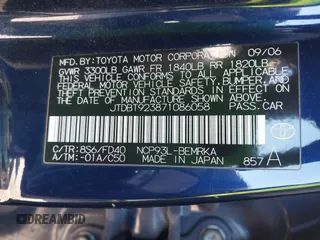 MFD. BY: TOYOTA MOTOR CORPORATION 09/06
GVWR 3300LB GAWR FR 1840LB RR 1820LB
THIS VEHICLE CONFORMS TO ALL APPLICABLE
FEDERAL MOTOR VEHICLE SAFETY, BUMPER, AND
THEFT PREVENTION STANDARDS IN EFFECT ON
THE DATE OF MANUFACTURE SHOWN ABOVE.
JTDBT923871086058 PASS.CAR
C/TR: 8S6/FD40 NCP93L-BEMRKA
A/TM: -01A/C50 MADE IN JAPAN 857 A
DREAMBID